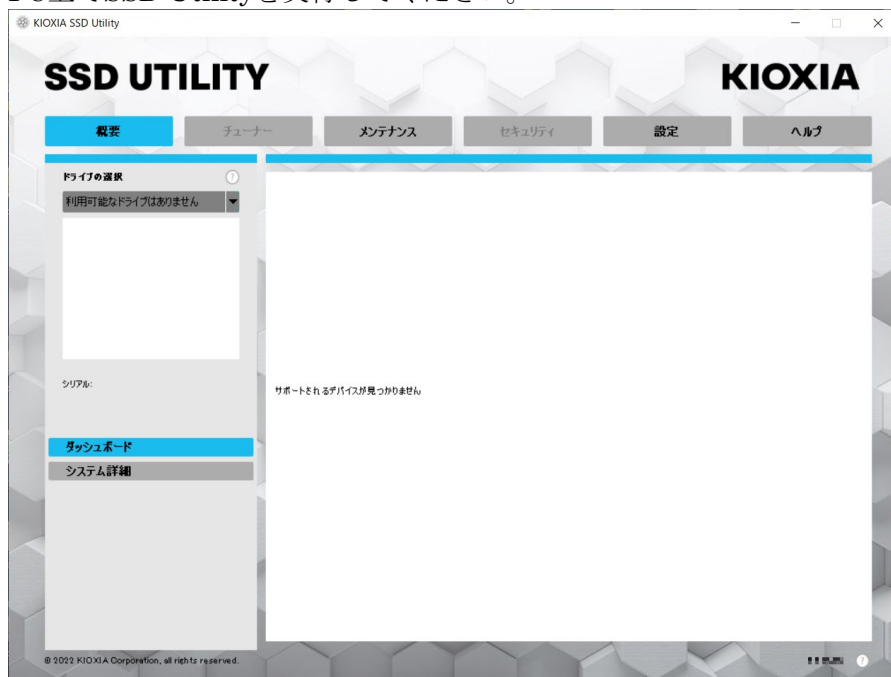 KIOXIA SSD Utility
SSD UTILITY
KIOXIA
概要
チューナー
メンテナンス
セキュリティ
設定
ヘルプ
ドライブの選択
?
利用可能なドライブはありません
シリアル:
サポートされるデバイスが見つかりません
ダッシュボード
システム詳細
© 2022 KIOXIA Corporation, all rights reserved.
?